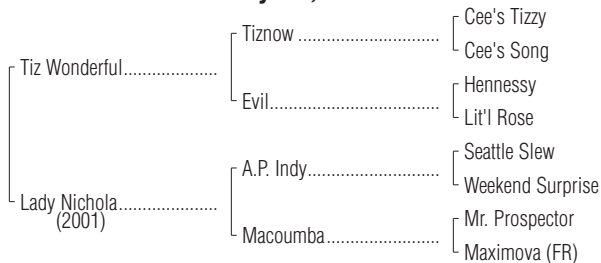 Cee's Tizzy
Tiznow
Cee's Song
Tiz Wonderful
Hennessy
Evil
Lit'l Rose
Seattle Slew
A.P. Indy
Weekend Surprise
Lady Nichola
(2001)
Mr. Prospector
Macoumba
Maximova (FR)